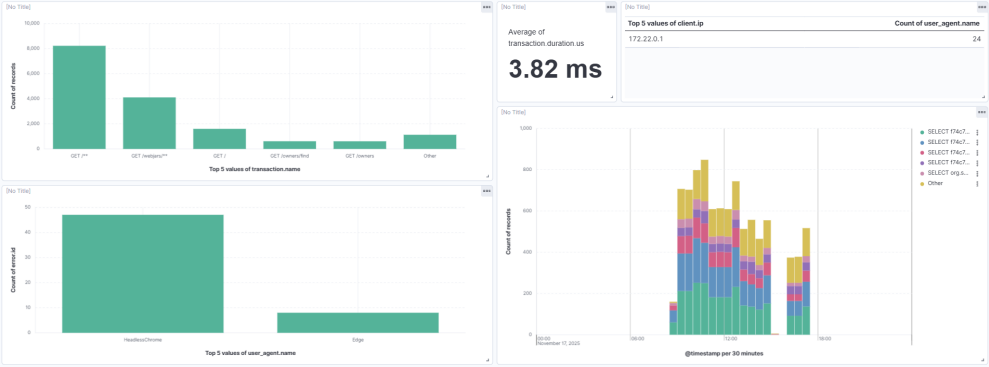 [No Title]
10,000
8,000
6,000
4,000
2,000
0
Count of records
GET /**
GET /webjars/**
GET /
GET /owners/find
GET /owners
Other
Top 5 values of transaction.name
[No Title]
Average of
transaction.duration.us
3.82 ms
[No Title]
Top 5 values of client.ip
Count of user_agent.name
172.22.0.1
24
[No Title]
50
40
30
20
10
0
Count of error.id
HeadlessChrome
Edge
Top 5 values of user_agent.name
[No Title]
1,000
800
600
400
200
0
Count of records
00:00
November 17, 2025
06:00
12:00
18:00
@timestamp per 30 minutes
SELECT f74c7...
SELECT f74c7...
SELECT f74c7...
SELECT f74c7...
SELECT org.s...
Other